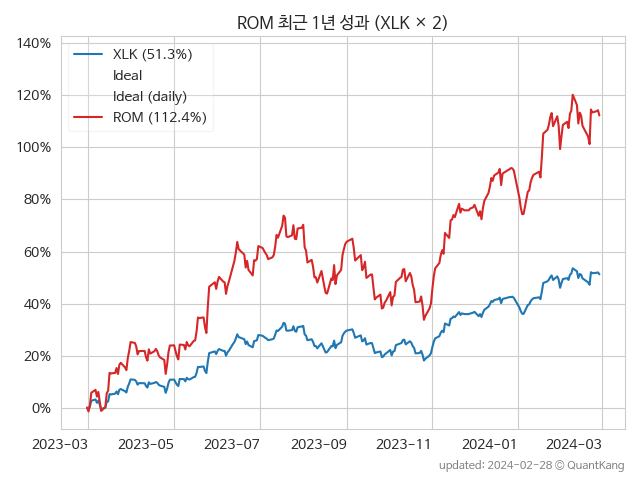 ROM 최근 1년 성과 (XLK × 2)
140%
120%
100%
80%
60%
40%
20%
0%
XLK (51.3%)
Ideal
Ideal (daily)
ROM (112.4%)
2023-03 2023-05 2023-07 2023-09 2023-11 2024-01 2024-03
updated: 2024-02-28 © QuantKang